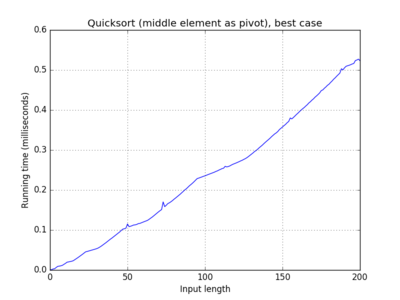 Quicksort (middle element as pivot), best case
0.6
0.5
0.4
0.3
0.2
0.1
0.0
Running time (milliseconds)
0 50 100 150 200
Input length